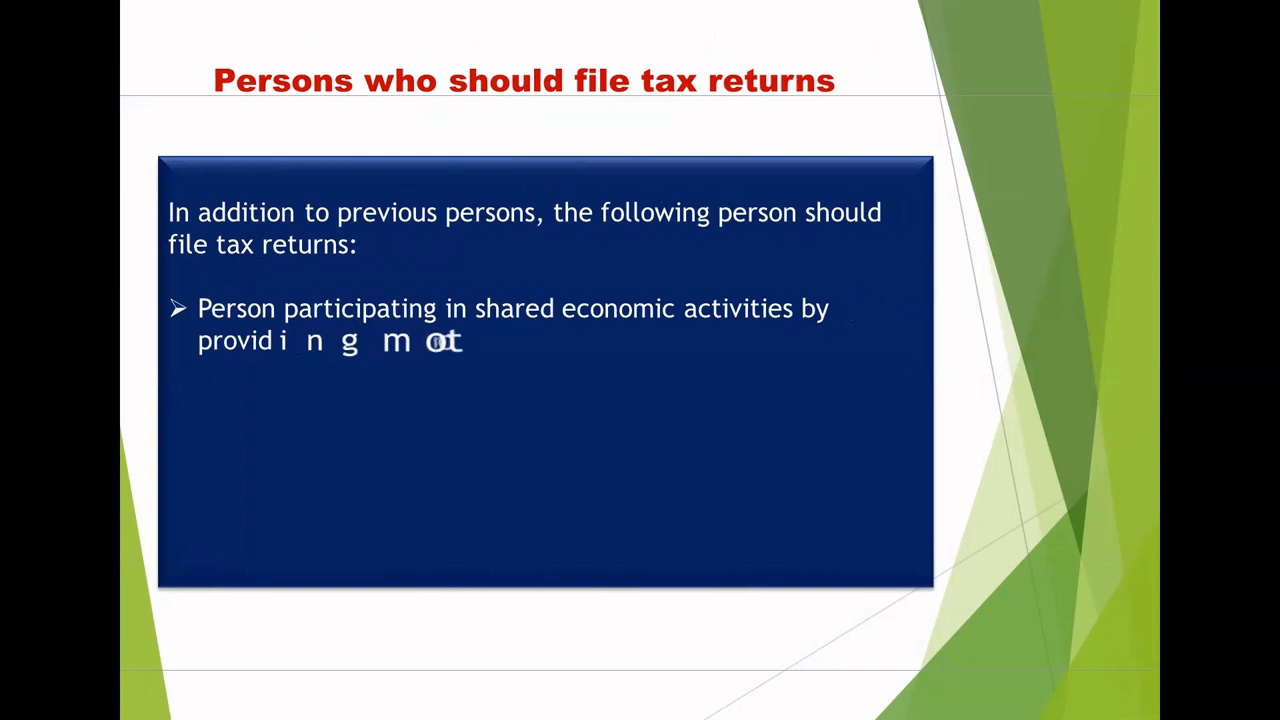 Persons who should file tax returns
In addition to previous persons, the following person should
file tax returns:
➢ Person participating in shared economic activities by
providing